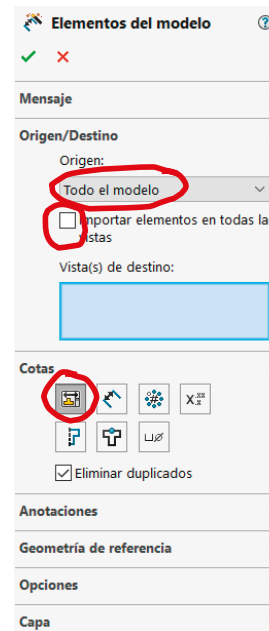 Elementos del modelo
Mensaje
Origen/Destino
Origen:
Todo el modelo
Importar elementos en todas la
vistas
Vista(s) de destino:
Cotas
Eliminar duplicados
Anotaciones
Geometría de referencia
Opciones
Capa